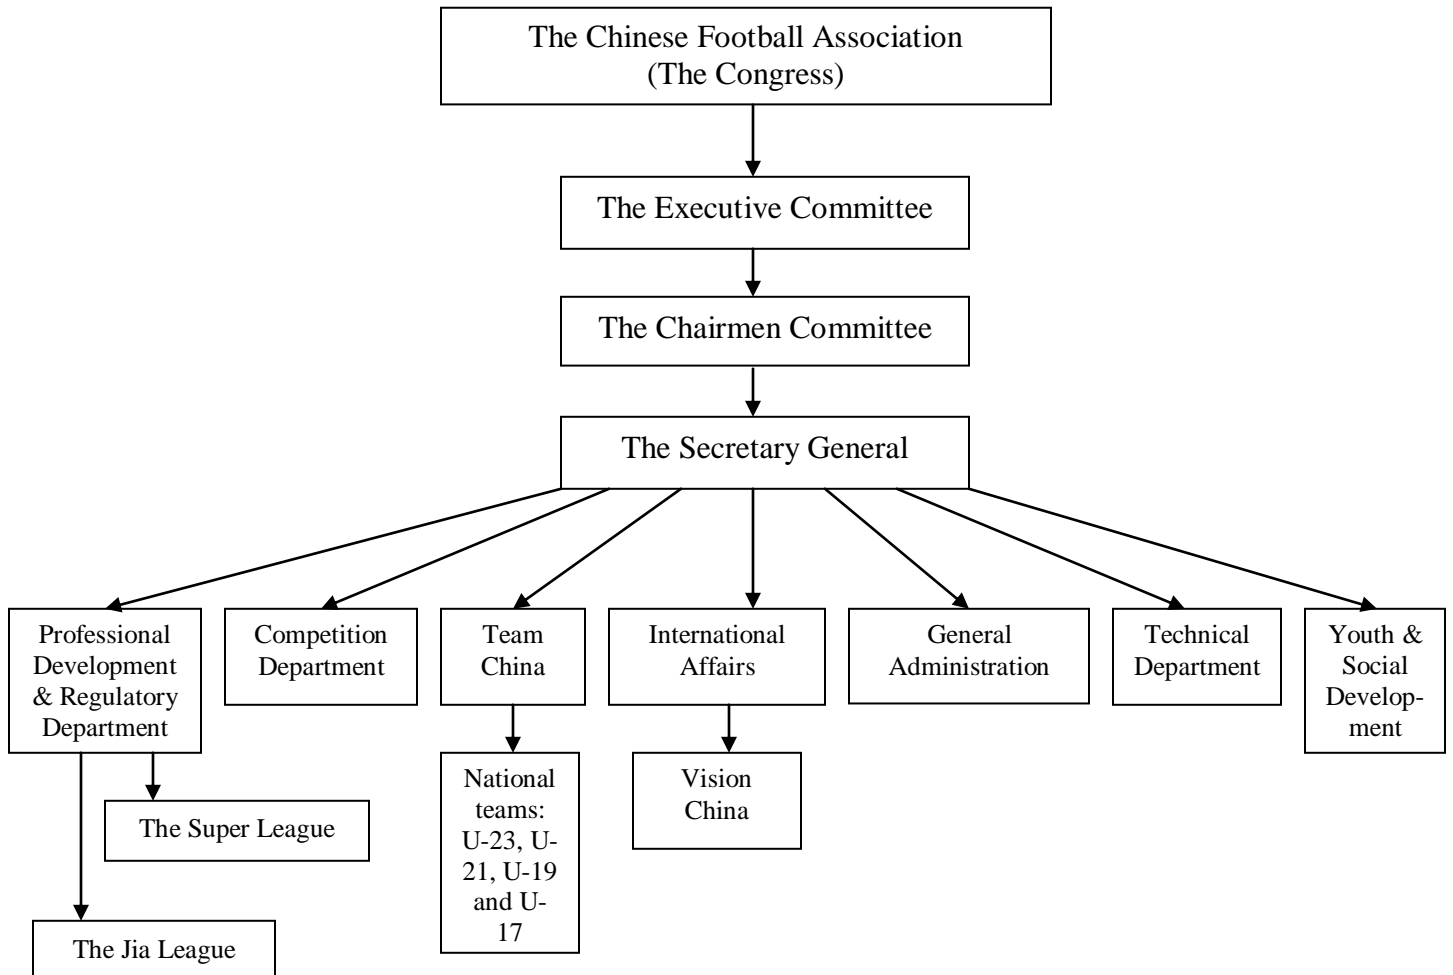 The Chinese Football Association
(The Congress)
The Executive Committee
The Chairmen Committee
The Secretary General
Professional
Development
& Regulatory
Department
Competition
Department
Team
China
International
Affairs
General
Administration
Technical
Department
Youth &
Social
Develop-
ment
The Super League
The Jia League
National
teams:
U-23, U-
21, U-19
and U-
17
Vision
China